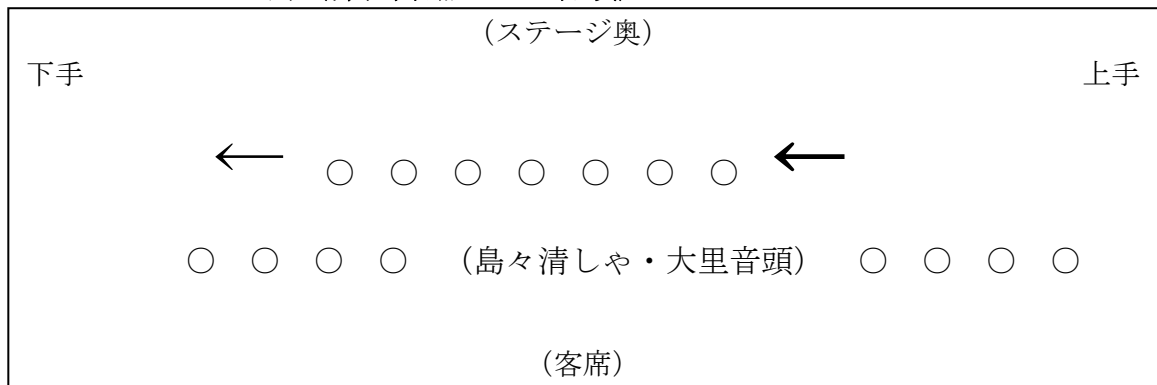 (ステージ奥)
下手 上手
← ○ ○ ○ ○ ○ ○ ○ ←
○ ○ ○ ○ (島々清しゃ・大里音頭) ○ ○ ○ ○
(客席)